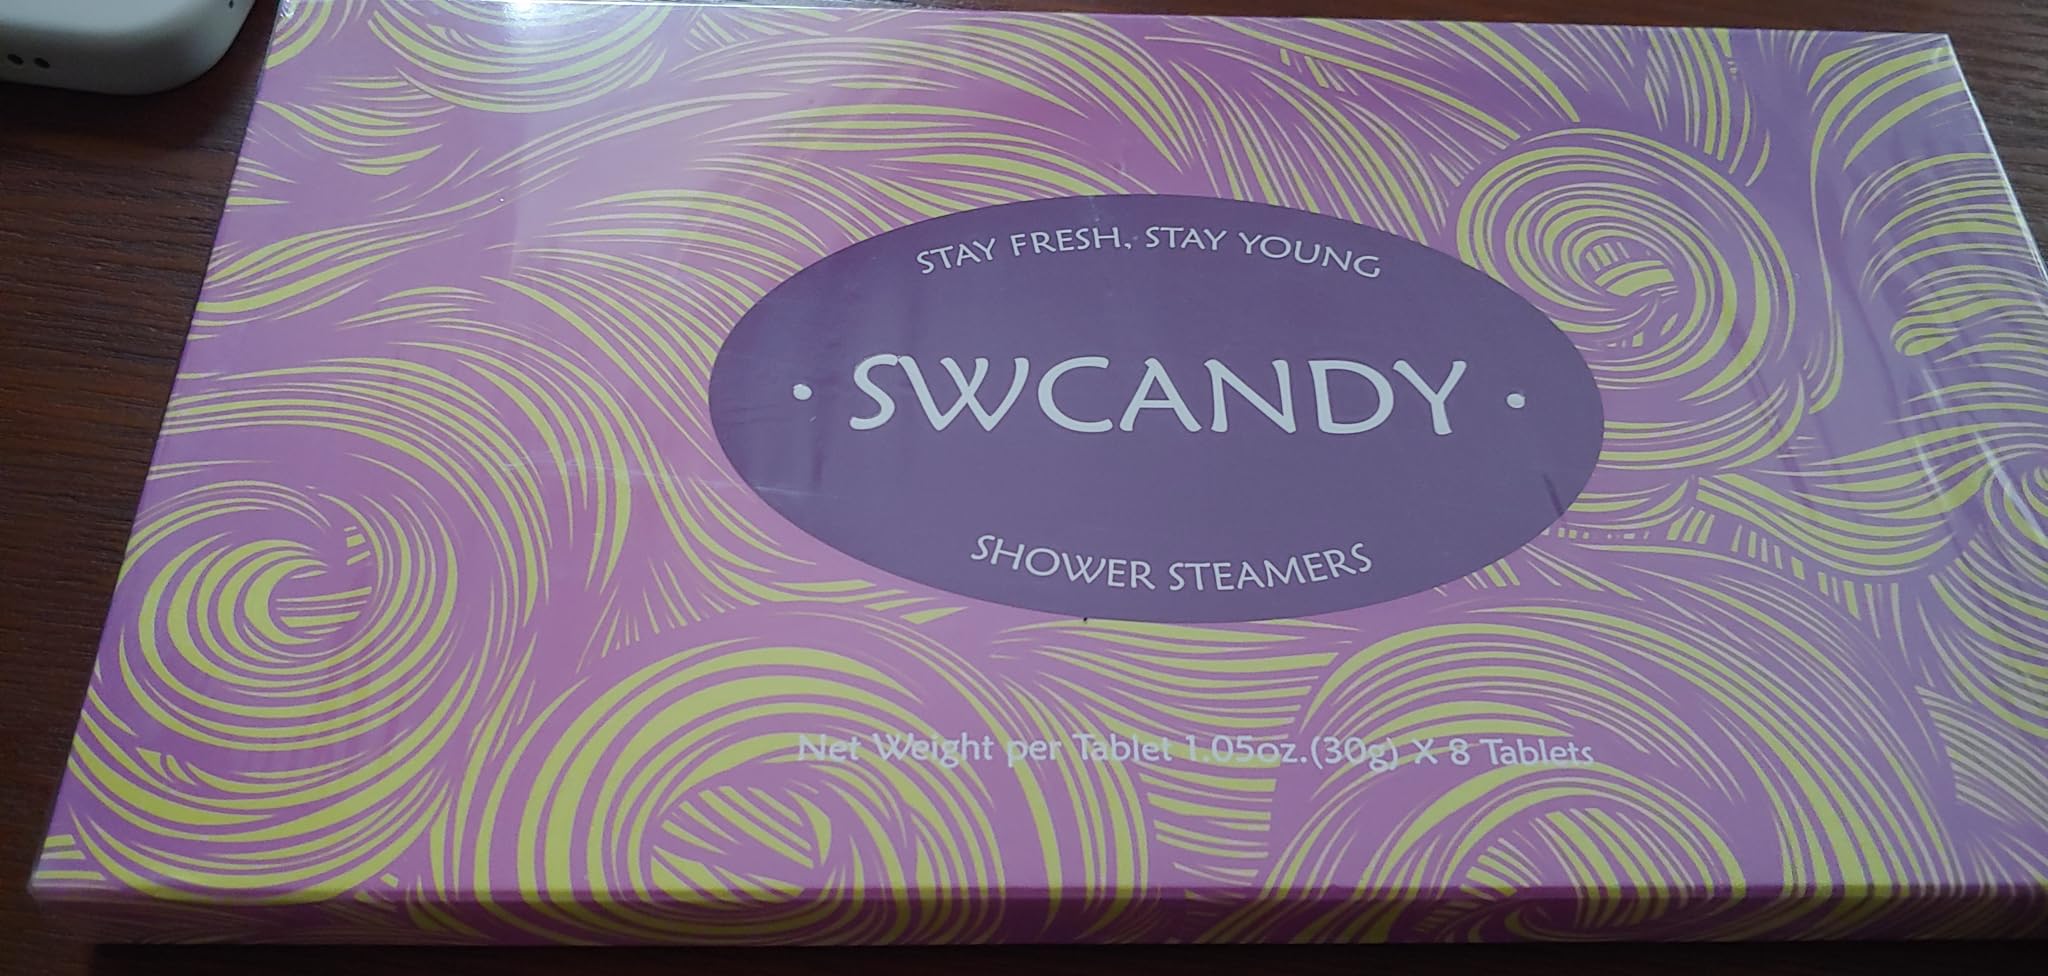 STAY FRESH, STAY YOUNG
· SWCANDY ·
SHOWER STEAMERS
Net Weight per Tablet 1.05oz.(30g) X 8 Tablets